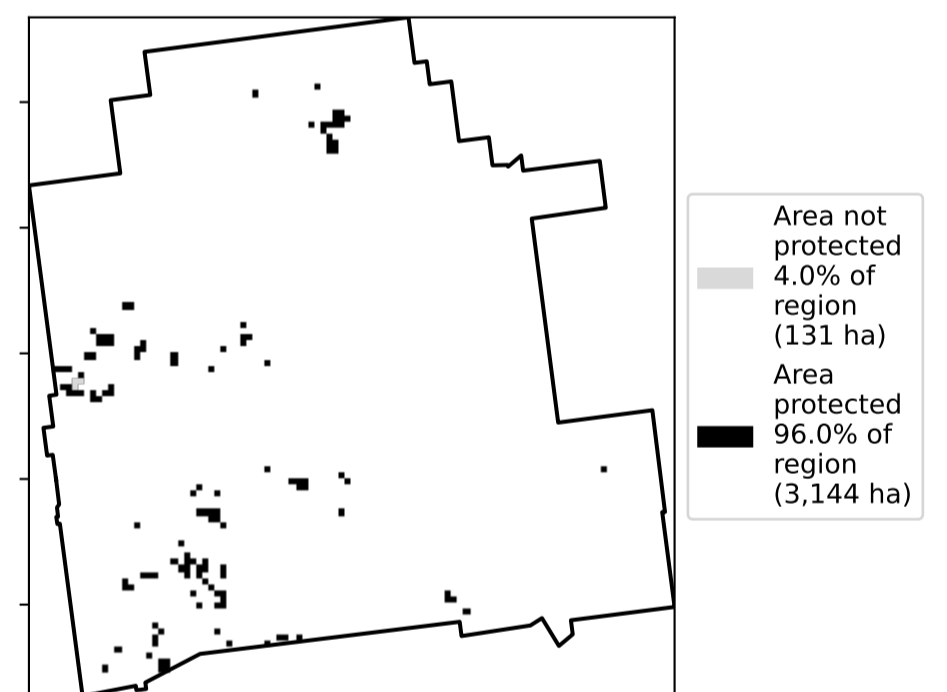 Area not
protected
4.0% of
region
(131 ha)
Area
protected
96.0% of
region
(3,144 ha)